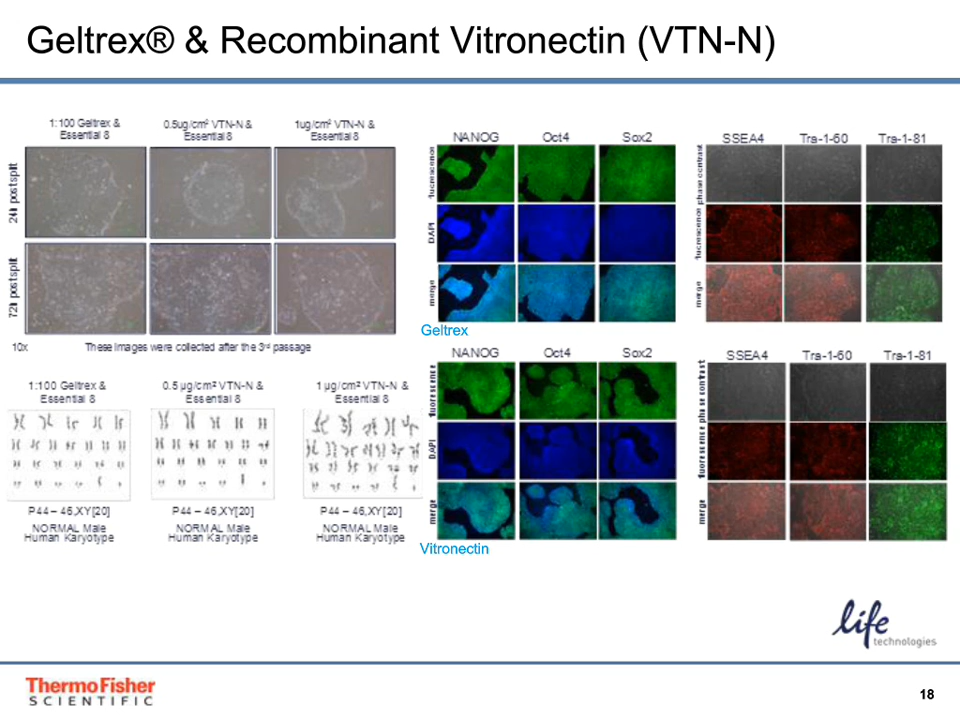 Geltrex® & Recombinant Vitronectin (VTN-N)
1:100 Geltrex &
Essential 8
0.5ug/cm² VTN-N &
Essential 8
1ug/cm² VTN-N &
Essential 8
24h postsplit
72h postsplit
10x
These images were collected after the 3rd passage
1:100 Geltrex &
Essential 8
0.5 µg/cm² VTN-N &
Essential 8
1 µg/cm² VTN-N &
Essential 8
P44 – 46,XY[20]
NORMAL Male
Human Karyotype
P44 – 46,XY[20]
NORMAL Male
Human Karyotype
P44 – 46,XY[20]
NORMAL Male
Human Karyotype
NANOG
Oct4
Sox2
fluorescence
DAPI
merge
Geltrex
SSEA4
Tra-1-60
Tra-1-81
phase contrast
fluorescence
merge
NANOG
Oct4
Sox2
fluorescence
DAPI
merge
Vitronectin
SSEA4
Tra-1-60
Tra-1-81
phase contrast
fluorescence
merge
life
technologies
ThermoFisher
SCIENTIFIC
18